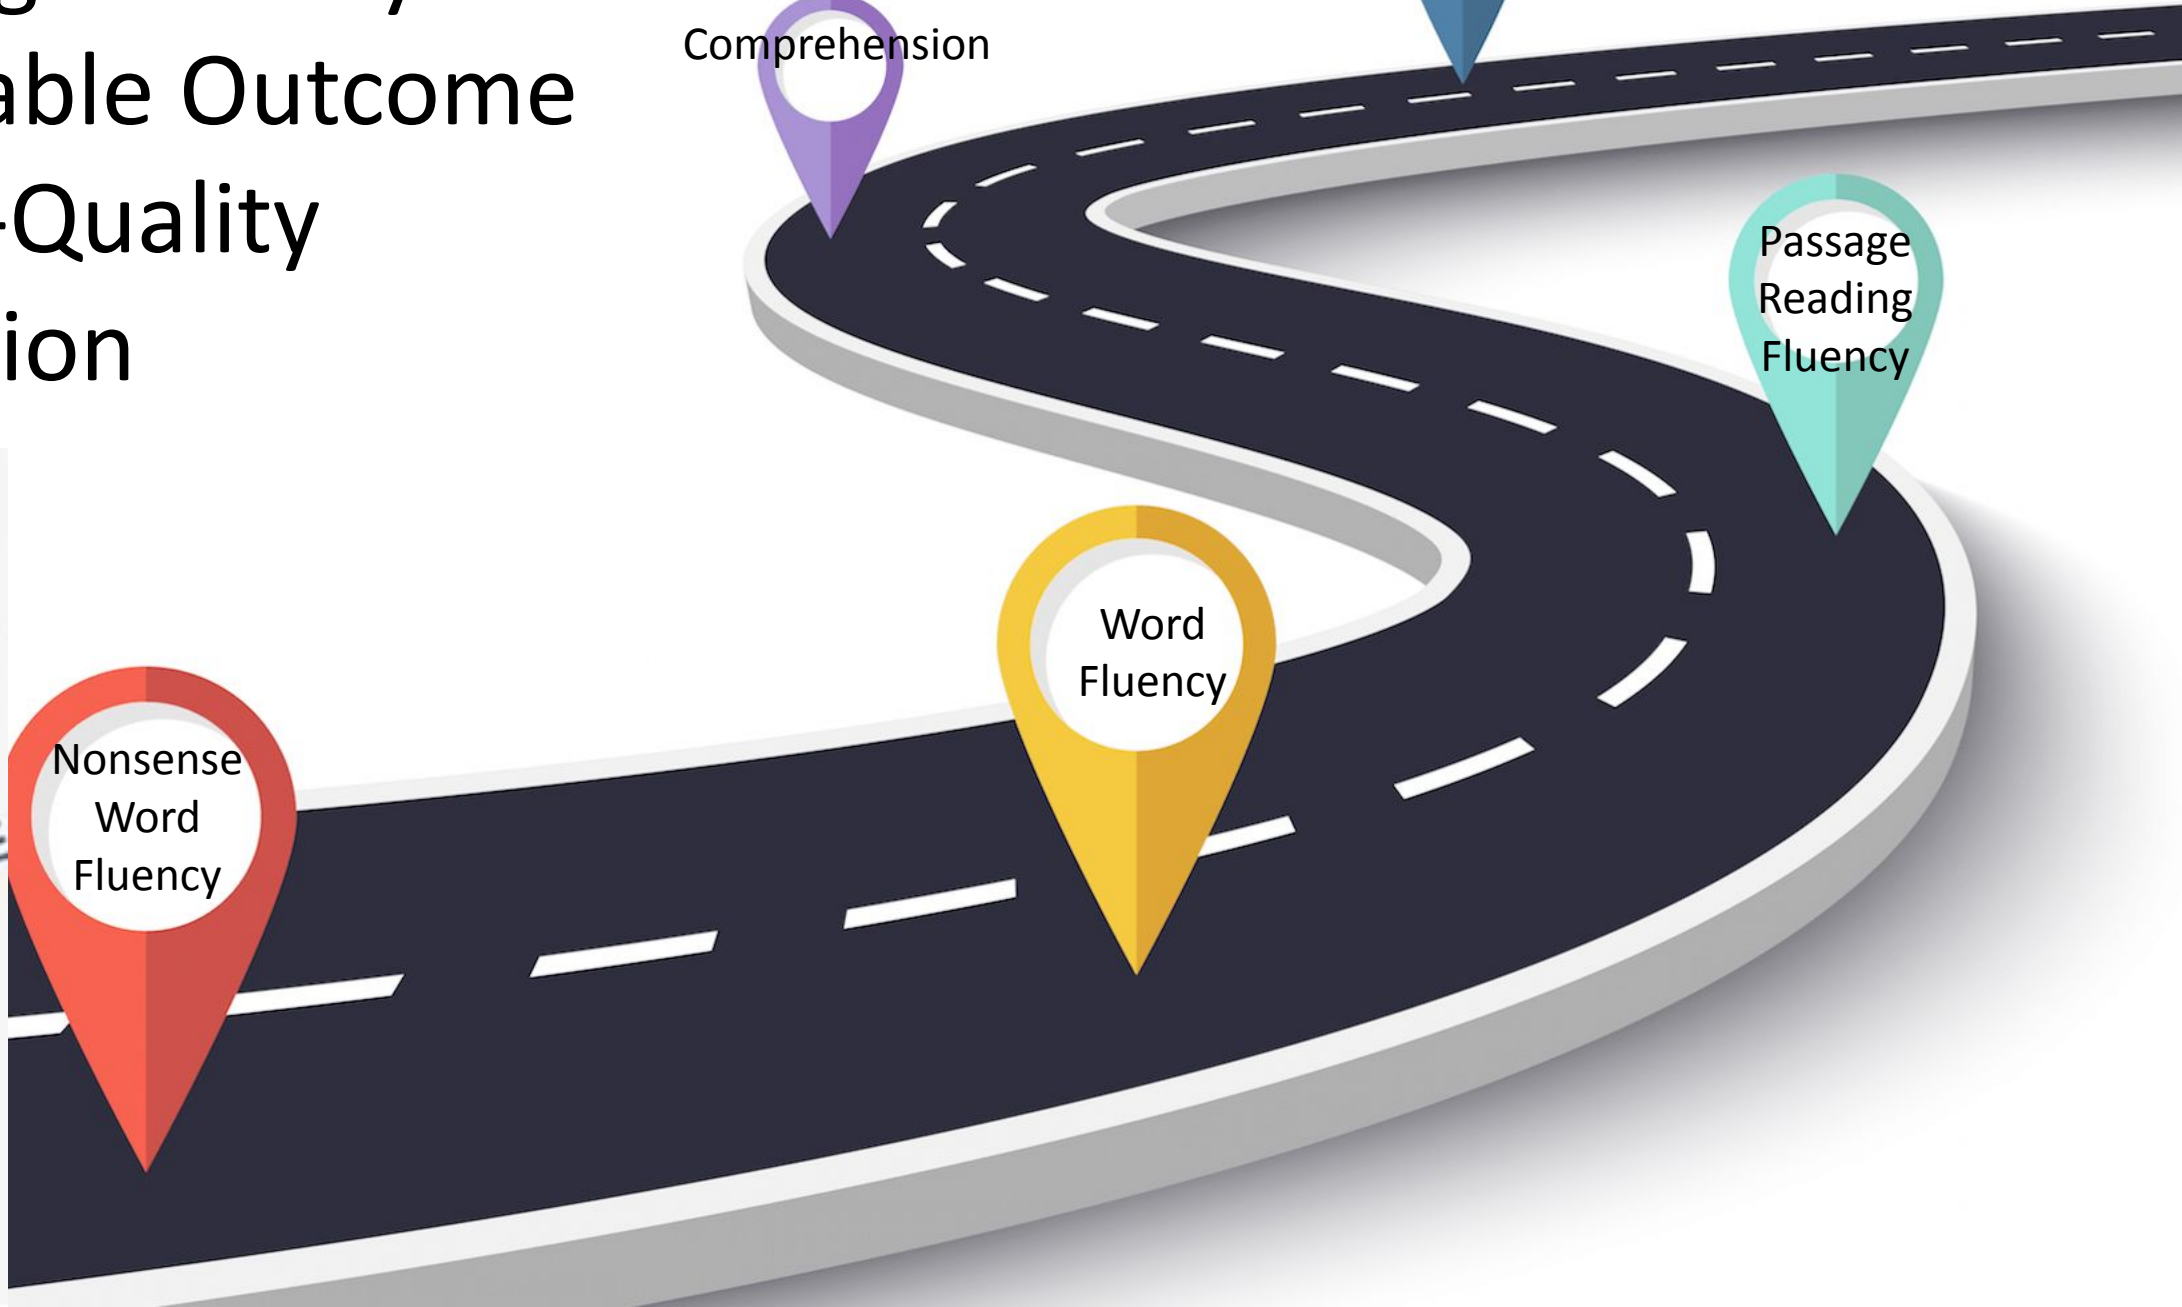 able Outcome
-Quality
ion
Comprehension
Passage
Reading
Fluency
Word
Fluency
Nonsense
Word
Fluency